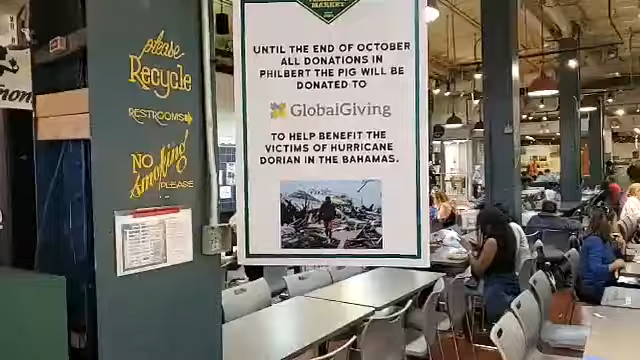 please
Recycle
RESTROOMS
NO
smoking
PLEASE
MARKET
UNTIL THE END OF OCTOBER
ALL DONATIONS IN
PHILBERT THE PIG WILL BE
DONATED TO
GlobalGiving
TO HELP BENEFIT THE
VICTIMS OF HURRICANE
DORIAN IN THE BAHAMAS.